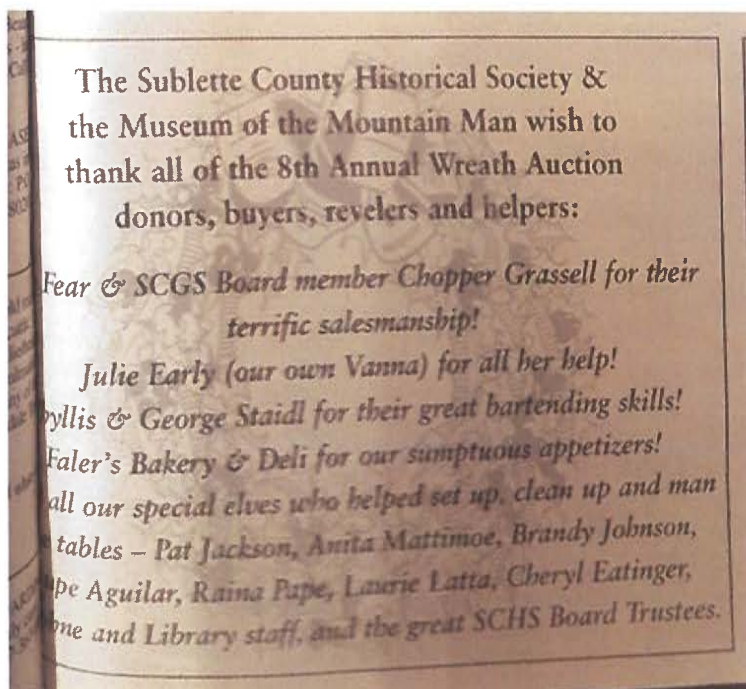 The Sublette County Historical Society &
the Museum of the Mountain Man wish to
thank all of the 8th Annual Wreath Auction
donors, buyers, revelers and helpers:
Fear & SCGS Board member Chopper Grassell for their
terrific salesmanship!
Julie Early (our own Vanna) for all her help!
yllis & George Staidl for their great bartending skills!
Faler's Bakery & Deli for our sumptuous appetizers!
all our special elves who helped set up, clean up and man
tables – Pat Jackson, Anita Mattimoe, Brandy Johnson,
pe Aguilar, Raina Pape, Laurie Latta, Cheryl Eatinger,
ne and Library staff, and the great SCHS Board Trustees.